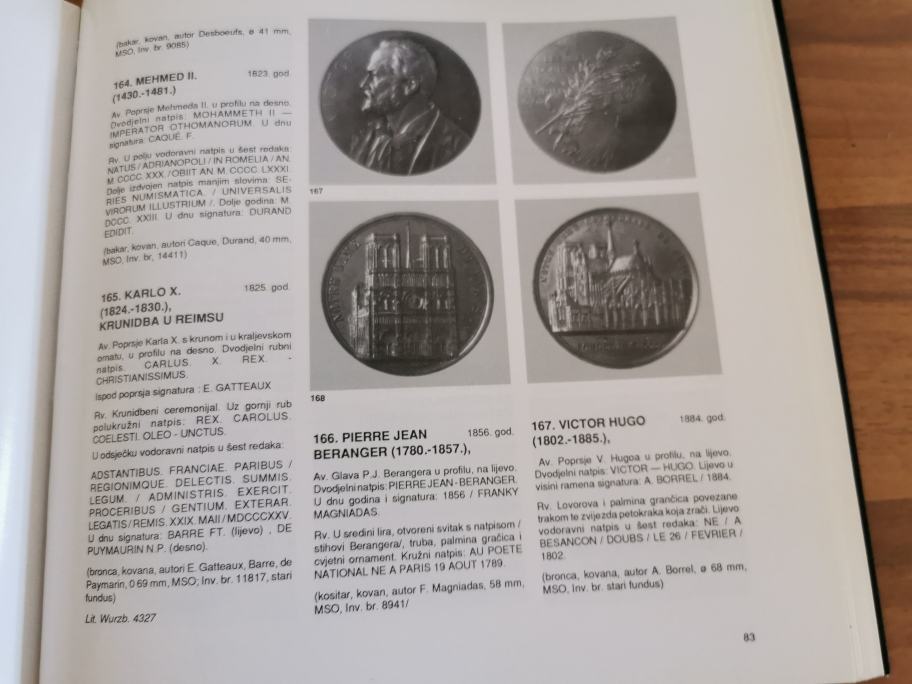 (bakar, kovan, autor Desboeufs, ø 41 mm,
MSO, Inv. br. 9085)
164. MEHMED II. 1823. god.
(1430.-1481.)
Av. Poprsje Mehmeda II. u profilu na desno.
Dvodjelni natpis: MOHAMMETH II —
IMPERATOR OTHOMANORUM. U dnu
signatura: CAQUE. F.
Rv. U polju vodoravni natpis u šest redaka:
NATUS / ADRIANOPOLI / IN ROMELIA / AN.
M. CCCC. XXX. / OBIIT AN. M. CCCC. LXXXI.
Dolje izdvojen natpis manjim slovima: SE-
RIES NUMISMATICA. / UNIVERSALIS
VIRORUM ILLUSTRIUM /. Dolje godina: M.
DCCC. XXIII. U dnu signatura: DURAND
EDIDIT.
(bakar, kovan, autori Caque, Durand, 40 mm,
MSO, Inv. br, 14411)
165. KARLO X. 1825. god.
(1824.-1830.),
KRUNIDBA U REIMSU
Av. Poprsje Karla X. s krunom i u kraljevskom
ornatu, u profilu na desno. Dvodjelni rubni
natpis. CARLUS. X. REX. -
CHRISTIANISSIMUS.
Ispod poprsja signatura : E. GATTEAUX
Rv. Krunidbeni ceremonijal. Uz gornji rub
polukružni natpis: REX. CAROLUS.
COELESTI. OLEO - UNCTUS.
U odsječku vodoravni natpis u šest redaka:
ADSTANTIBUS. FRANCIAE. PARIBUS /
REGIONIMQUE. DELECTIS. SUMMIS.
LEGUM. / ADMINISTRIS. EXERCIT.
PROCERIBUS / GENTIUM. EXTERAR.
LEGATIS / REMIS. XXIX. MAII / MDCCCXXV.
U dnu signatura: BARRE FT. (lijevo) , DE
PUYMAURIN N.P. (desno).
(bronca, kovana, autori E. Gatteaux, Barre, de
Paymarin, 0 69 mm, MSO; Inv. br. 11817, stari
fundus)
Lit. Wurzb. 4327
167
168
166. PIERRE JEAN 1856. god.
BERANGER (1780.-1857.),
Av. Glava P.J. Berangera u profilu, na lijevo.
Dvodjelni natpis: PIERRE JEAN - BERANGER.
U dnu godina i signatura: 1856 / FRANKY
MAGNIADAS.
Rv. U sredini lira, otvoreni svitak s natpisom /
stihovi Berangera/, truba, palmina gračica i
cvjetni ornament. Kružni natpis: AU POETE
NATIONAL NE A PARIS 19 AOUT 1789.
(kositar, kovan, autor F. Magniadas, 58 mm,
MSO, Inv. br. 8941/
167. VICTOR HUGO 1884. god.
(1802.-1885.),
Av. Poprsje V. Hugoa u profilu, na lijevo.
Dvodjelni natpis: VICTOR — HUGO. Lijevo u
visini ramena signatura: A. BORREL / 1884.
Rv. Lovorova i palmina grančica povezane
trakom te zvijezda petokraka koja zrači. Lijevo
vodoravni natpis u šest redaka: NE / A
BESANCON / DOUBS / LE 26 / FEVRIER /
1802.
(bronca, kovana, autor A. Borrel, ø 68 mm,
MSO, Inv. br. stari fundus)
83